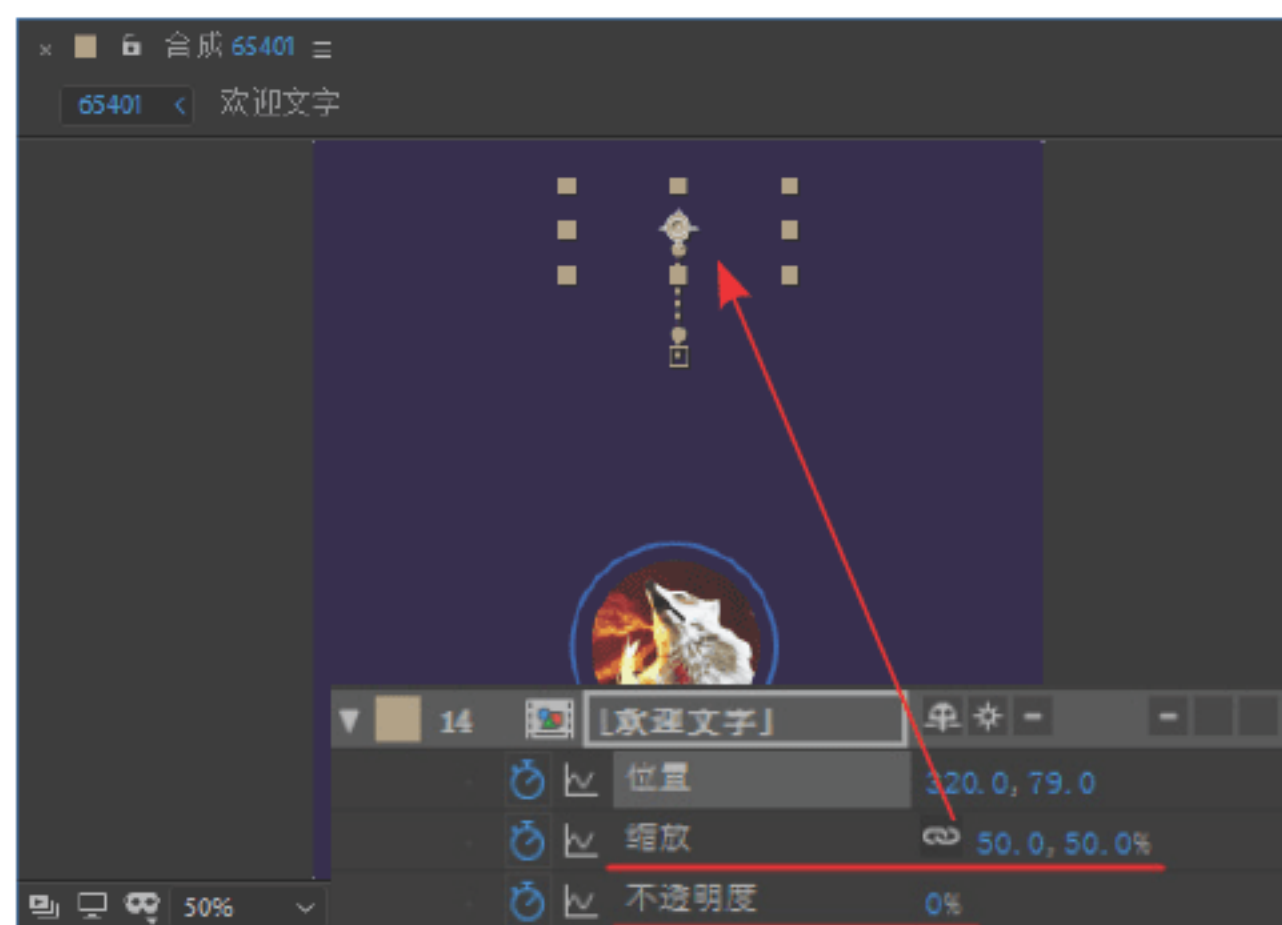 合成 65401
65401 欢迎文字
14 [欢迎文字]
位置 320.0, 79.0
缩放 50.0, 50.0%
50% 不透明度 0%